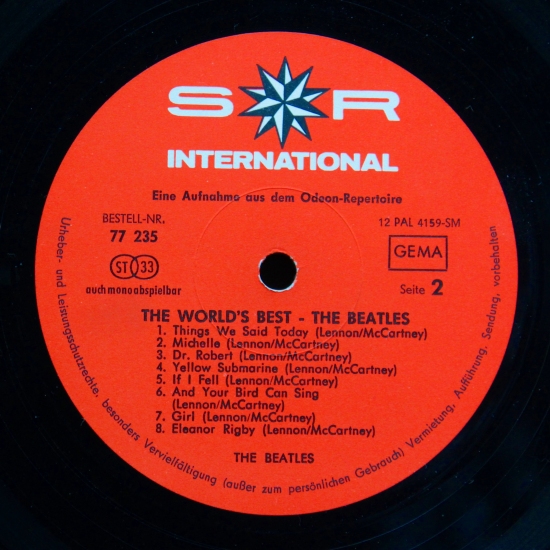 S R
INTERNATIONAL
Eine Aufnahme aus dem Odeon-Repertoire
BESTELL-NR.
77 235
12 PAL 4159-SM
ST 33
GEMA
auch mono abspielbar
Seite 2
THE WORLD'S BEST - THE BEATLES
1. Things We Said Today (Lennon/McCartney)
2. Michelle (Lennon/McCartney)
3. Dr. Robert (Lennon/McCartney)
4. Yellow Submarine (Lennon/McCartney)
5. If I Fell (Lennon/McCartney)
6. And Your Bird Can Sing
(Lennon/McCartney)
7. Girl (Lennon/McCartney)
8. Eleanor Rigby (Lennon/McCartney)
THE BEATLES
Urheber- und Leistungsschutzrechte, besonders Vervielfältigung (außer zum persönlichen Gebrauch) Vermietung, Aufführung, Sendung, vorbehalten